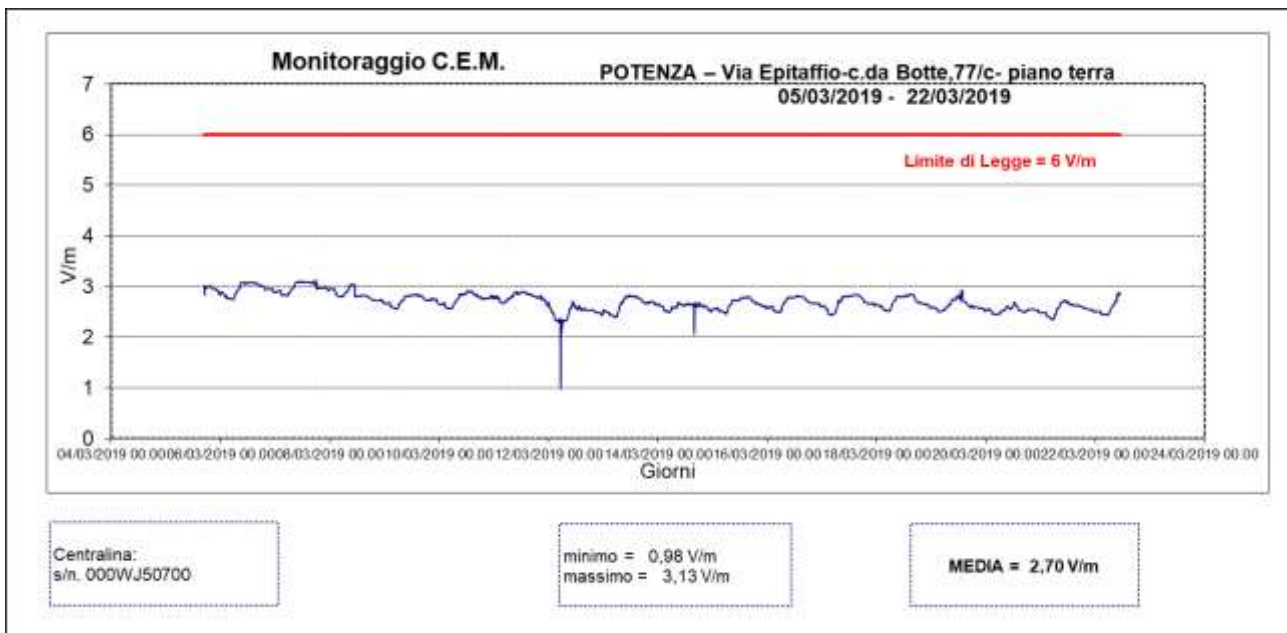 Monitoraggio C.E.M.
POTENZA – Via Epitaffio-c.da Botte,77/c- piano terra
05/03/2019 - 22/03/2019
7
6
Limite di Legge = 6 V/m
5
4
V/m
3
2
1
0
04/03/2019 00.00 06/03/2019 00.00 08/03/2019 00.00 10/03/2019 00.00 12/03/2019 00.00 14/03/2019 00.00 16/03/2019 00.00 18/03/2019 00.00 20/03/2019 00.00 22/03/2019 00.00 24/03/2019 00.00
Giorni
Centralina:
s/n. 000WJ50700
minimo = 0,98 V/m
massimo = 3,13 V/m
MEDIA = 2,70 V/m